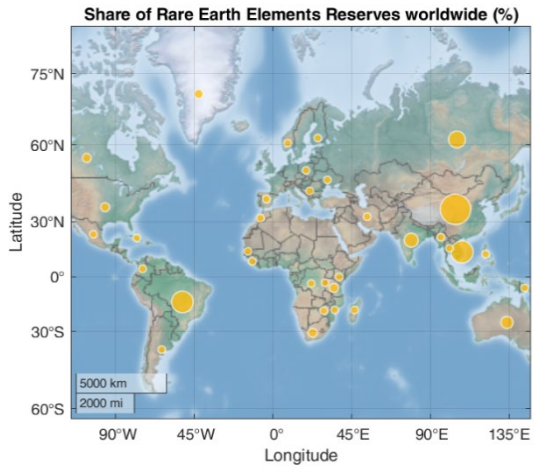 Share of Rare Earth Elements Reserves worldwide (%)
75°N
60°N
30°N
0°
30°S
60°S
Latitude
5000 km
2000 mi
90°W 45°W 0° 45°E 90°E 135°E
Longitude